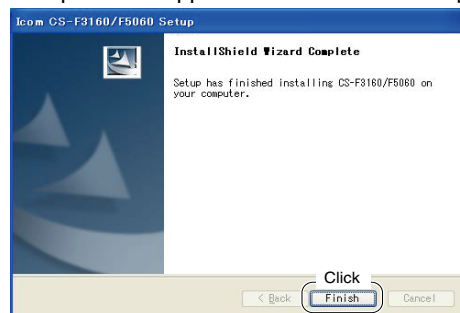 Icom CS-F3160/F5060 Setup
InstallShield Wizard Complete
Setup has finished installing CS-F3160/F5060 on
your computer.
Click
< Back
Finish
Cancel